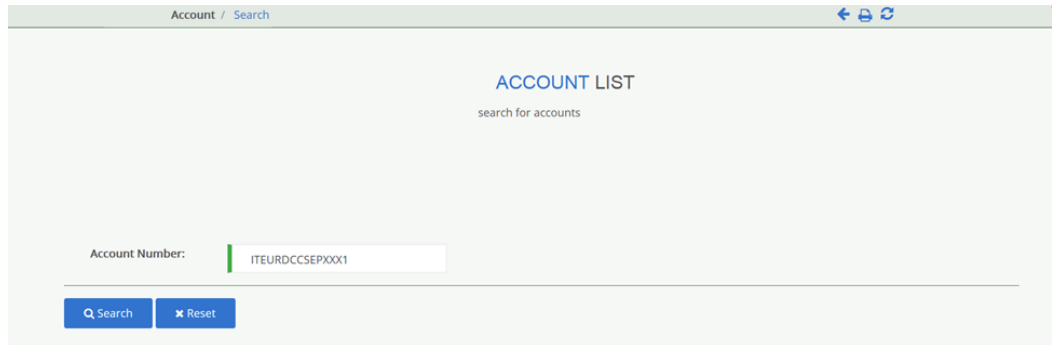 Account / Search
ACCOUNT LIST
search for accounts
Account Number: ITEURDCCSEPXXX1
Search Reset